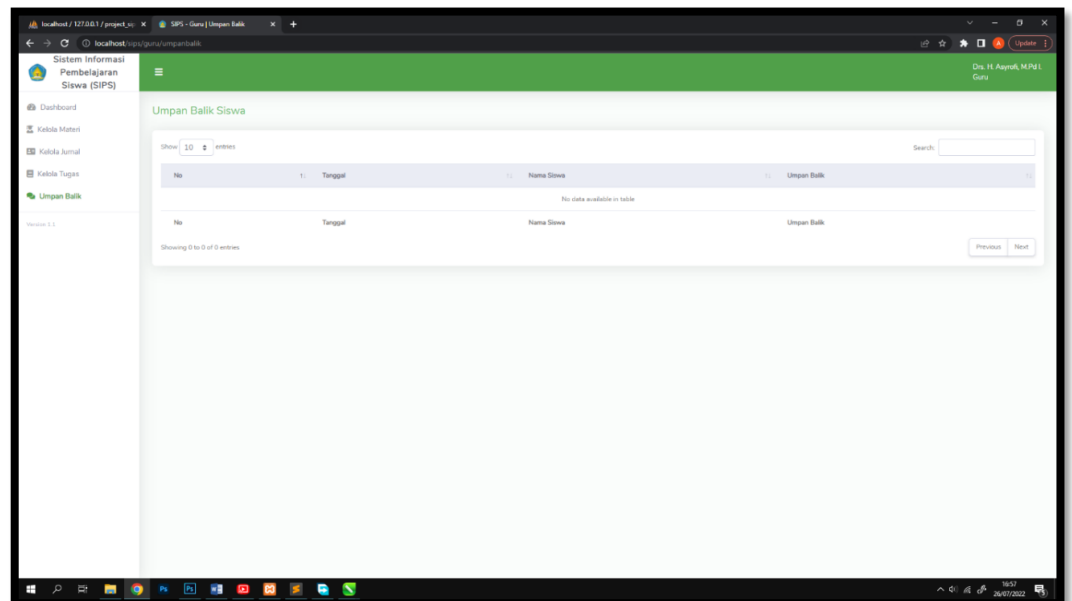 localhost / 127.0.0.1 / project_sip
SIPS - Guru | Umpan Balik
localhost/sips/guru/umpanbalik
Update
Sistem Informasi
Pembelajaran
Siswa (SIPS)
Drs. H. Asyrofi, M.Pd I.
Guru
Dashboard
Kelola Materi
Kelola Jurnal
Kelola Tugas
Umpan Balik
Version 1.1
Umpan Balik Siswa
Show 10 entries
Search:
No Tanggal Nama Siswa Umpan Balik
No data available in table
No Tanggal Nama Siswa Umpan Balik
Showing 0 to 0 of 0 entries
Previous Next
16:57
26/07/2022